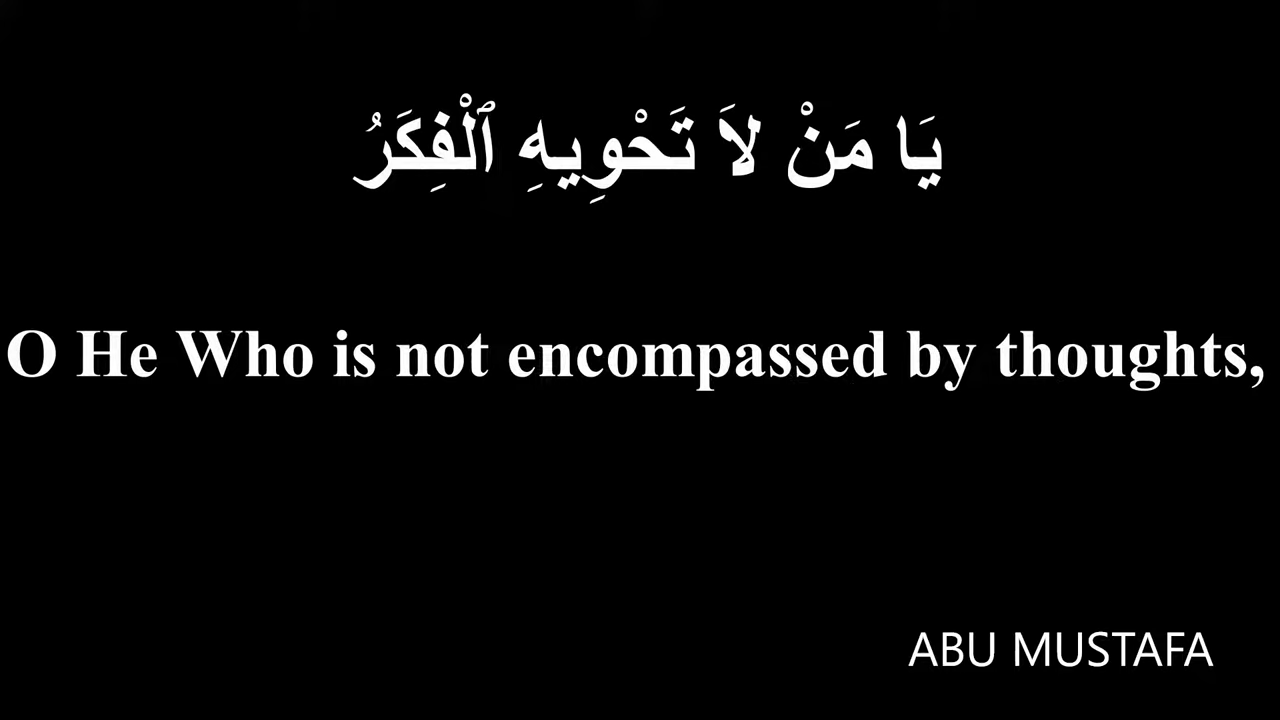 يَا مَنْ لاَ تَحْوِيهِ ٱلْفِكَرُ
O He Who is not encompassed by thoughts,
ABU MUSTAFA